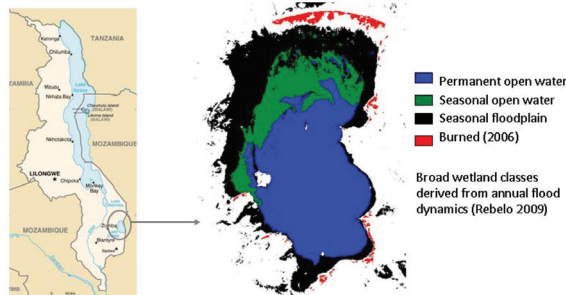 TANZANIA
Karonga
Chilumba
ZAMBIA
Mzuzu
Nkhata Bay
Chizumulu Island
(MALAWI)
Likoma Island
(MALAWI)
Nkhotakota
MOZAMBIQUE
LILONGWE
Chipoka
Monkey
Bay
Zomba
MOZAMBIQUE
Blantyre
Permanent open water
Seasonal open water
Seasonal floodplain
Burned (2006)
Broad wetland classes
derived from annual flood
dynamics (Rebelo 2009)